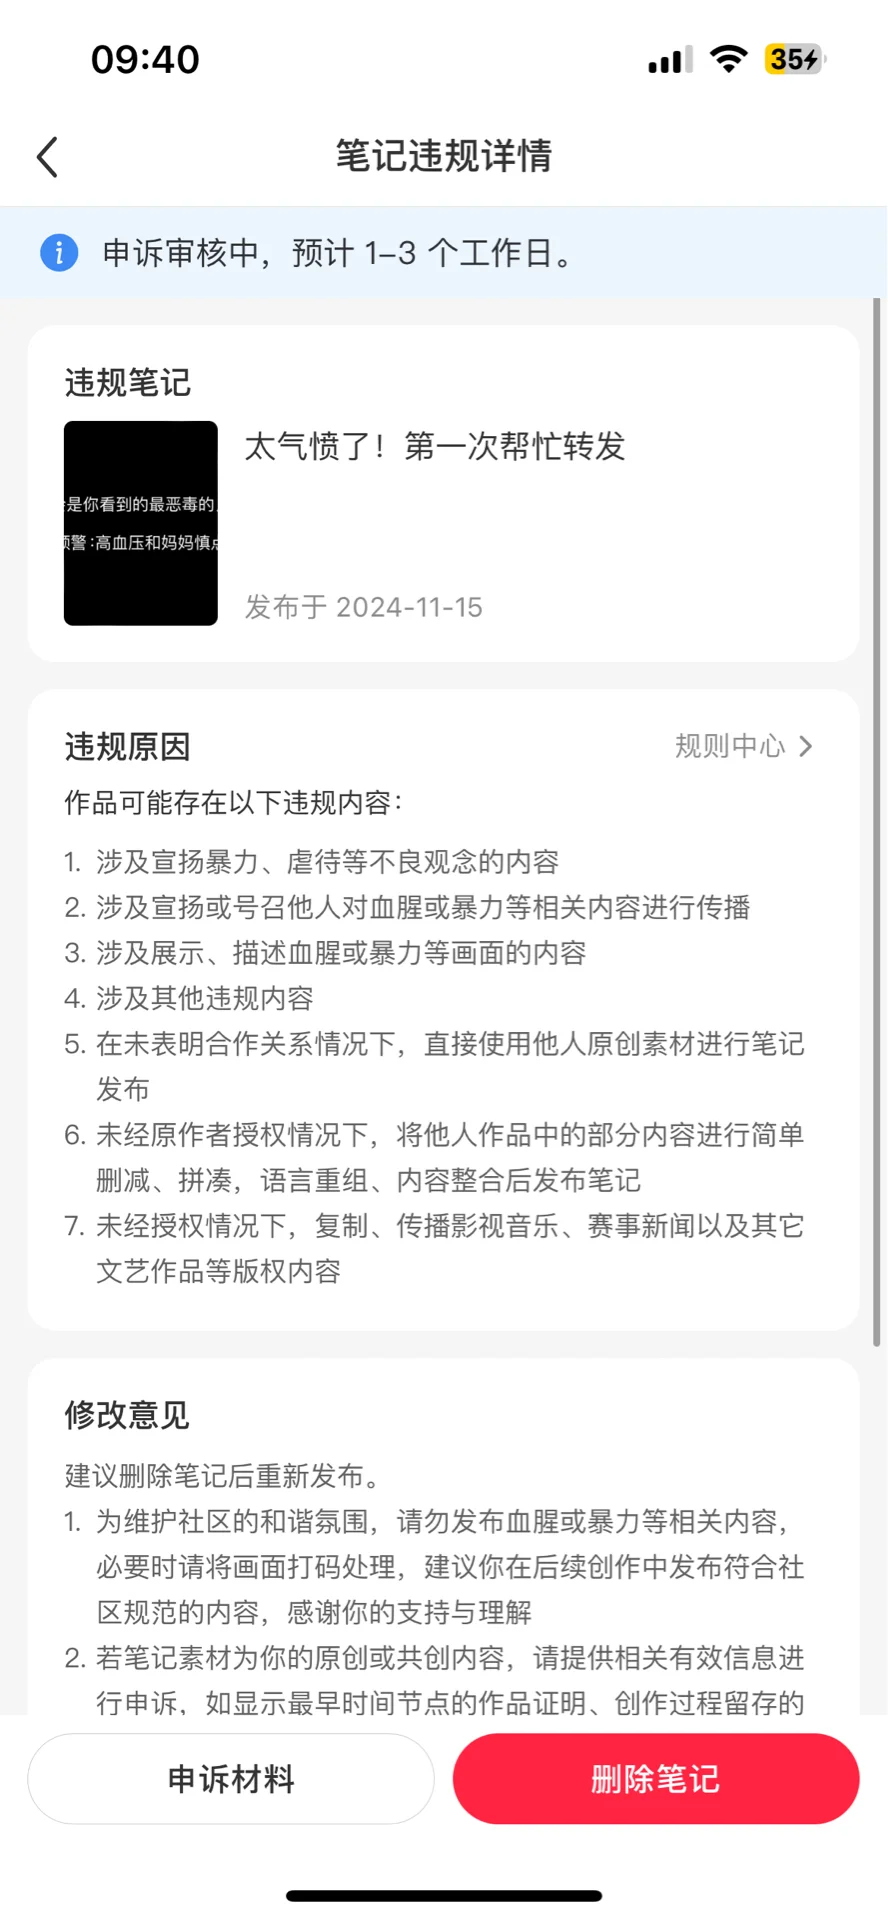 09:40
35
笔记违规详情
申诉审核中，预计 1-3 个工作日。
违规笔记
太气愤了！第一次帮忙转发
是你看到的最恶毒的
警:高血压和妈妈慎
发布于 2024-11-15
违规原因
规则中心
作品可能存在以下违规内容：
1. 涉及宣扬暴力、虐待等不良观念的内容
2. 涉及宣扬或号召他人对血腥或暴力等相关内容进行传播
3. 涉及展示、描述血腥或暴力等画面的内容
4. 涉及其他违规内容
5. 在未表明合作关系情况下，直接使用他人原创素材进行笔记
发布
6. 未经原作者授权情况下，将他人作品中的部分内容进行简单
删减、拼凑，语言重组、内容整合后发布笔记
7. 未经授权情况下，复制、传播影视音乐、赛事新闻以及其它
文艺作品等版权内容
修改意见
建议删除笔记后重新发布。
1. 为维护社区的和谐氛围，请勿发布血腥或暴力等相关内容，
必要时请将画面打码处理，建议你在后续创作中发布符合社
区规范的内容，感谢你的支持与理解
2. 若笔记素材为你的原创或共创内容，请提供相关有效信息进
行申诉，如显示最早时间节点的作品证明、创作过程留存的
申诉材料
删除笔记